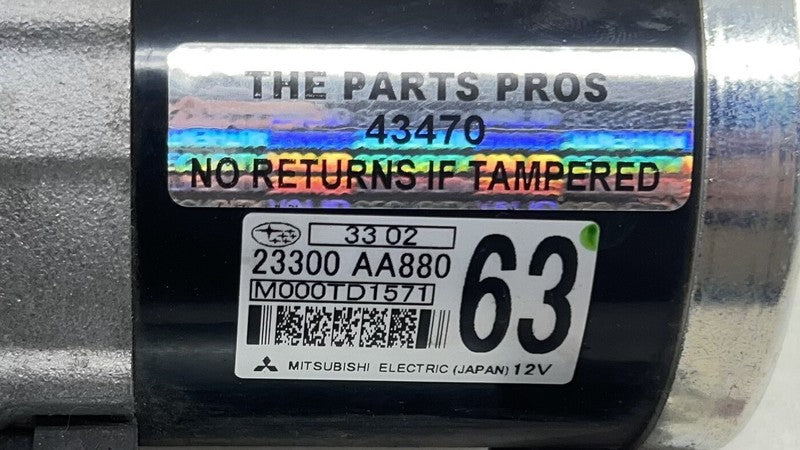 THE PARTS PROS
43470
NO RETURNS IF TAMPERED
33 02
23300 AA880
63
M000TD1571
MITSUBISHI ELECTRIC (JAPAN) 12V